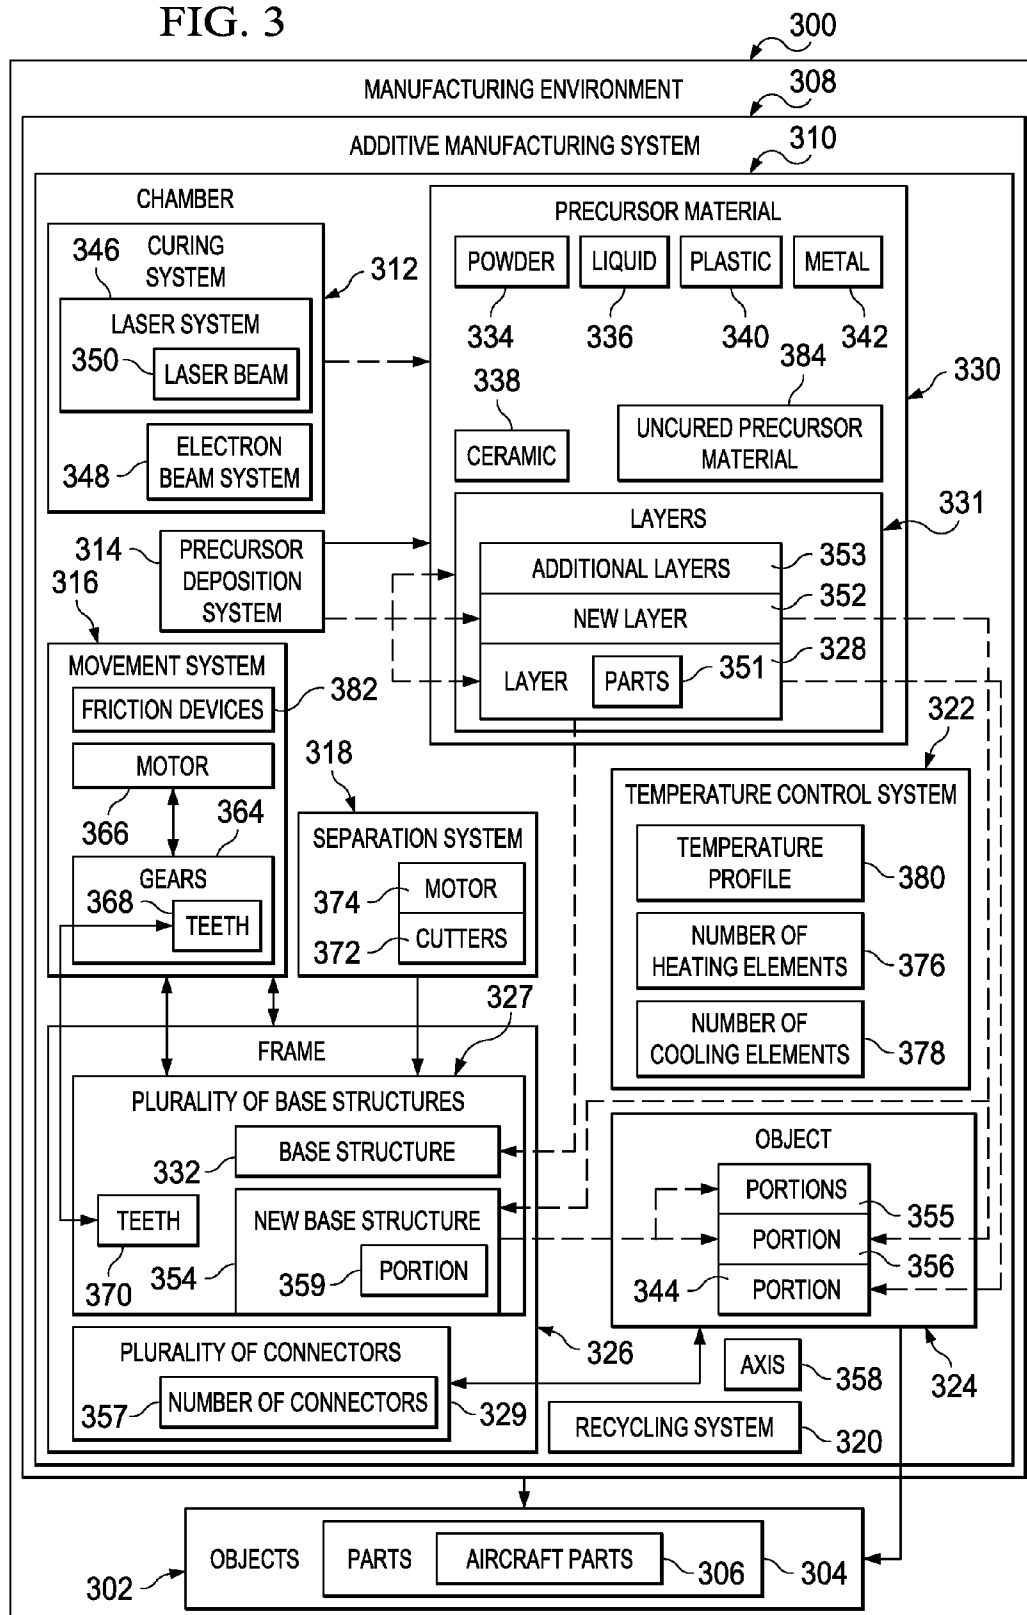 FIG. 3
300
MANUFACTURING ENVIRONMENT
308
ADDITIVE MANUFACTURING SYSTEM
310
CHAMBER
CURING
SYSTEM
346
312
LASER SYSTEM
350
LASER BEAM
ELECTRON
BEAM SYSTEM
348
PRECURSOR MATERIAL
POWDER
LIQUID
PLASTIC
METAL
334
336
340
342
338
384
330
CERAMIC
UNCURED PRECURSOR
MATERIAL
LAYERS
331
ADDITIONAL LAYERS
353
NEW LAYER
352
LAYER
PARTS
351
328
314
PRECURSOR
DEPOSITION
SYSTEM
316
MOVEMENT SYSTEM
FRICTION DEVICES
382
MOTOR
366
364
GEARS
368
TEETH
318
SEPARATION SYSTEM
374
MOTOR
372
CUTTERS
322
TEMPERATURE CONTROL SYSTEM
TEMPERATURE
PROFILE
380
NUMBER OF
HEATING ELEMENTS
376
NUMBER OF
COOLING ELEMENTS
378
327
FRAME
PLURALITY OF BASE STRUCTURES
332
BASE STRUCTURE
TEETH
370
NEW BASE STRUCTURE
354
359
PORTION
OBJECT
PORTIONS
355
PORTION
356
344
PORTION
326
PLURALITY OF CONNECTORS
357
NUMBER OF CONNECTORS
329
AXIS
358
324
RECYCLING SYSTEM
320
302
OBJECTS
PARTS
AIRCRAFT PARTS
306
304